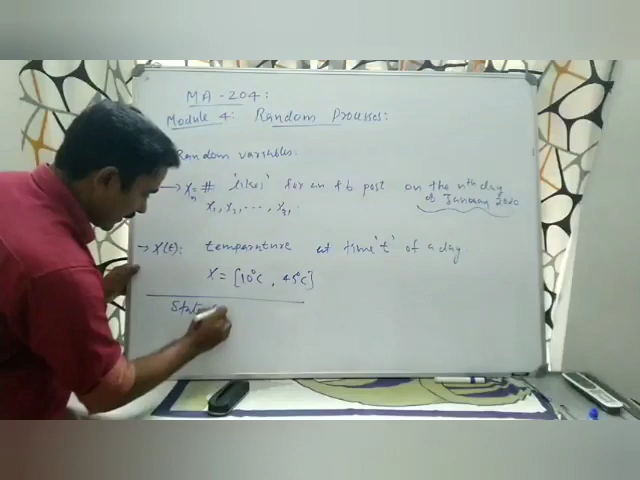 MA-204:
Module 4: Random Processes:
Random variables:
→ Xn = # 'likes' for an fb post on the nth day
of January 2020
X1, X2, ..., X31.
→ X(t): temperature at time 't' of a day
X = [10°C, 45°C]